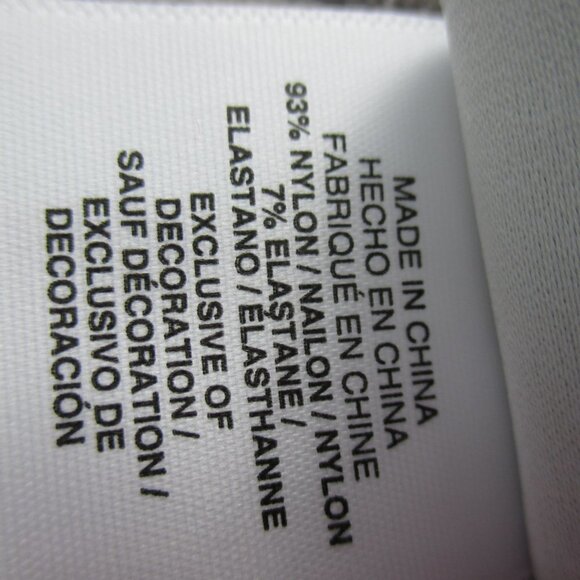 MADE IN CHINA
HECHO EN CHINA
FABRIQUÉ EN CHINE
93% NYLON / NAILON / NYLON
7% ELASTANE /
ELASTANO / ÉLASTHANNE
EXCLUSIVE OF
DECORATION /
SAUF DÉCORATION /
EXCLUSIVO DE
DECORACIÓN